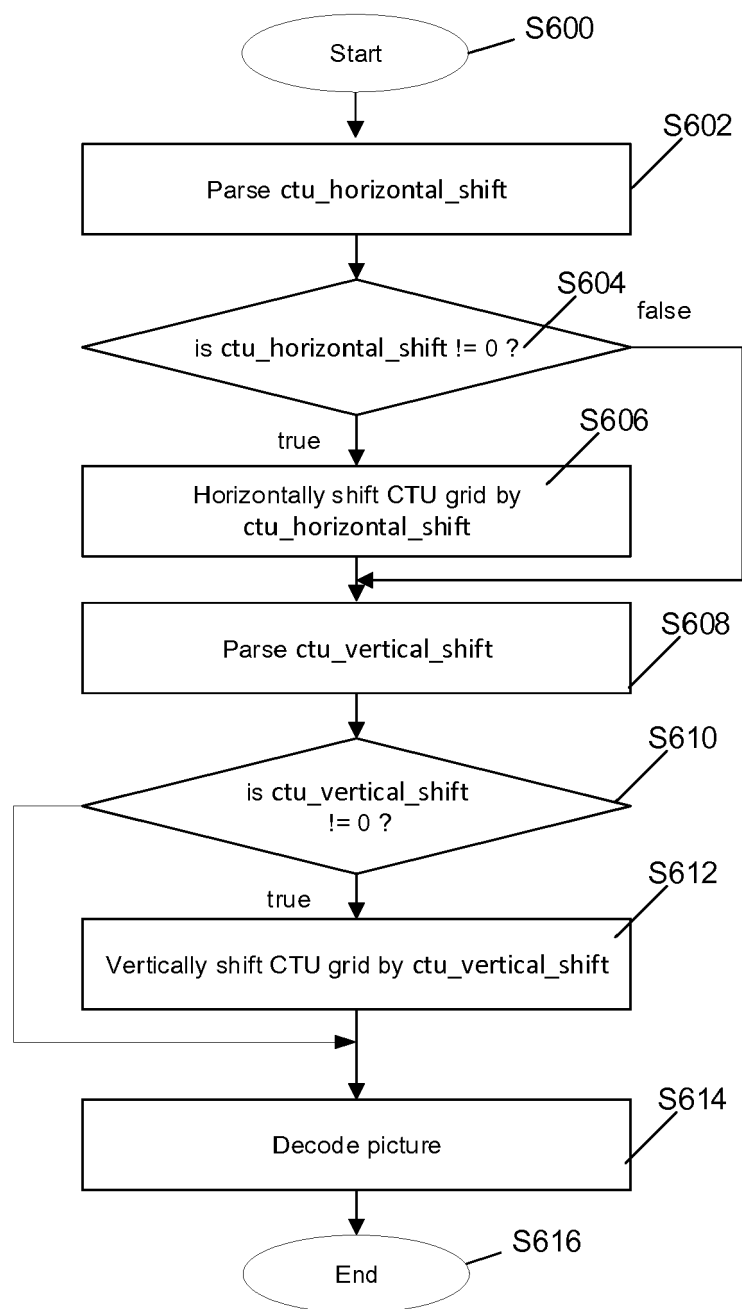 Start
S600
S602
Parse ctu_horizontal_shift
S604
false
is ctu_horizontal_shift != 0 ?
true
S606
Horizontally shift CTU grid by
ctu_horizontal_shift
S608
Parse ctu_vertical_shift
S610
is ctu_vertical_shift
!= 0 ?
true
S612
Vertically shift CTU grid by ctu_vertical_shift
S614
Decode picture
S616
End